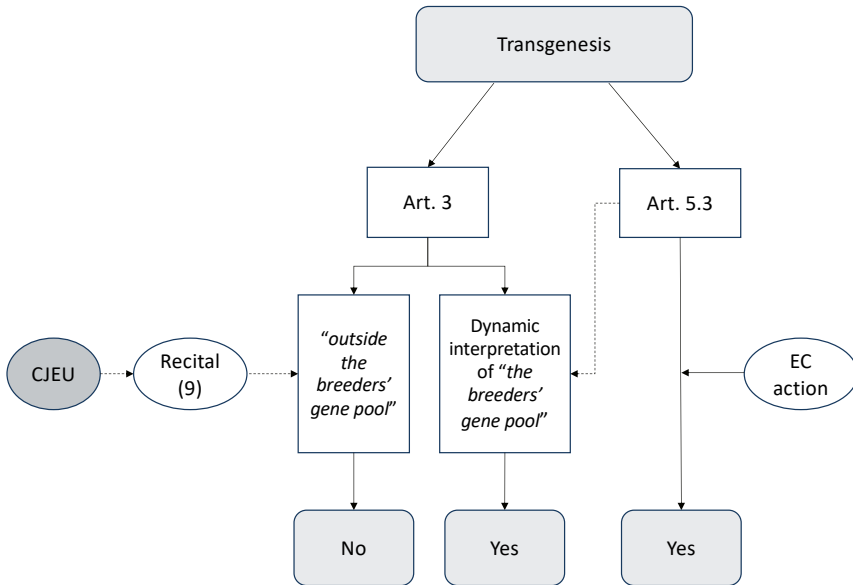 Transgenesis
Art. 3
Art. 5.3
CJEU
Recital
(9)
“outside
the
breeders’
gene pool”
Dynamic
interpretation
of “the
breeders’
gene pool”
EC
action
No
Yes
Yes